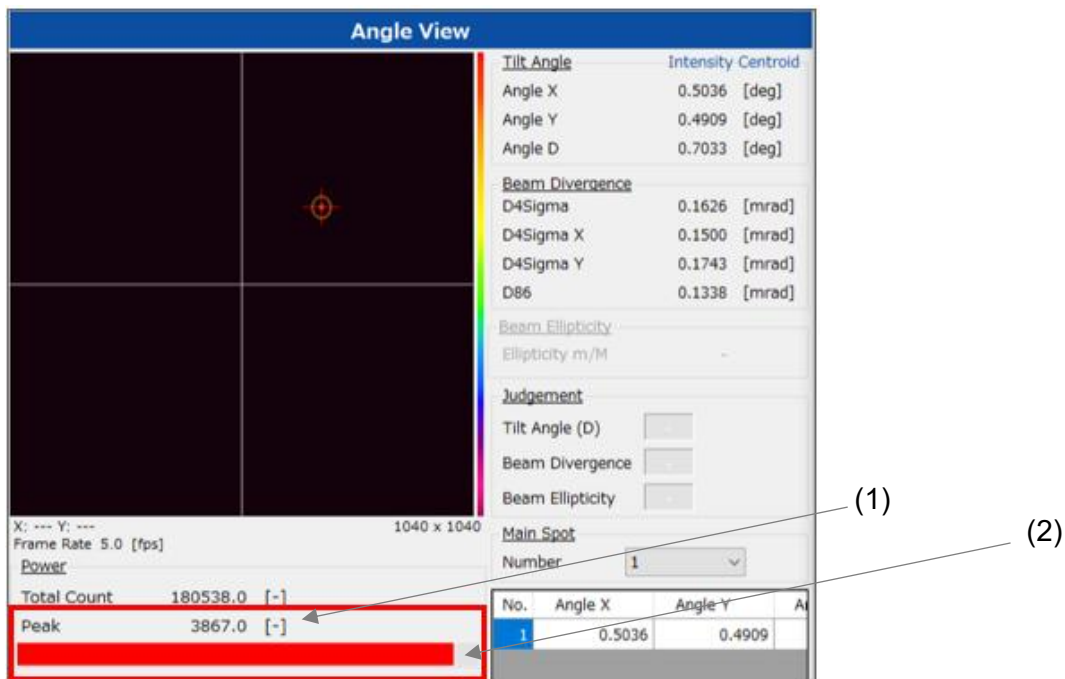 Angle View
Tilt Angle Intensity Centroid
Angle X 0.5036 [deg]
Angle Y 0.4909 [deg]
Angle D 0.7033 [deg]
Beam Divergence
D4Sigma 0.1626 [mrad]
D4Sigma X 0.1500 [mrad]
D4Sigma Y 0.1743 [mrad]
D86 0.1338 [mrad]
Beam Ellipticity
Ellipticity m/M -
Judgement
Tilt Angle (D) -
Beam Divergence -
Beam Ellipticity -
X: --- Y: --- 1040 x 1040
Frame Rate 5.0 [fps]
Power
Total Count 180538.0 [-]
Peak 3867.0 [-]
Main Spot
Number 1
No. Angle X Angle Y
1 0.5036 0.4909
(1)
(2)